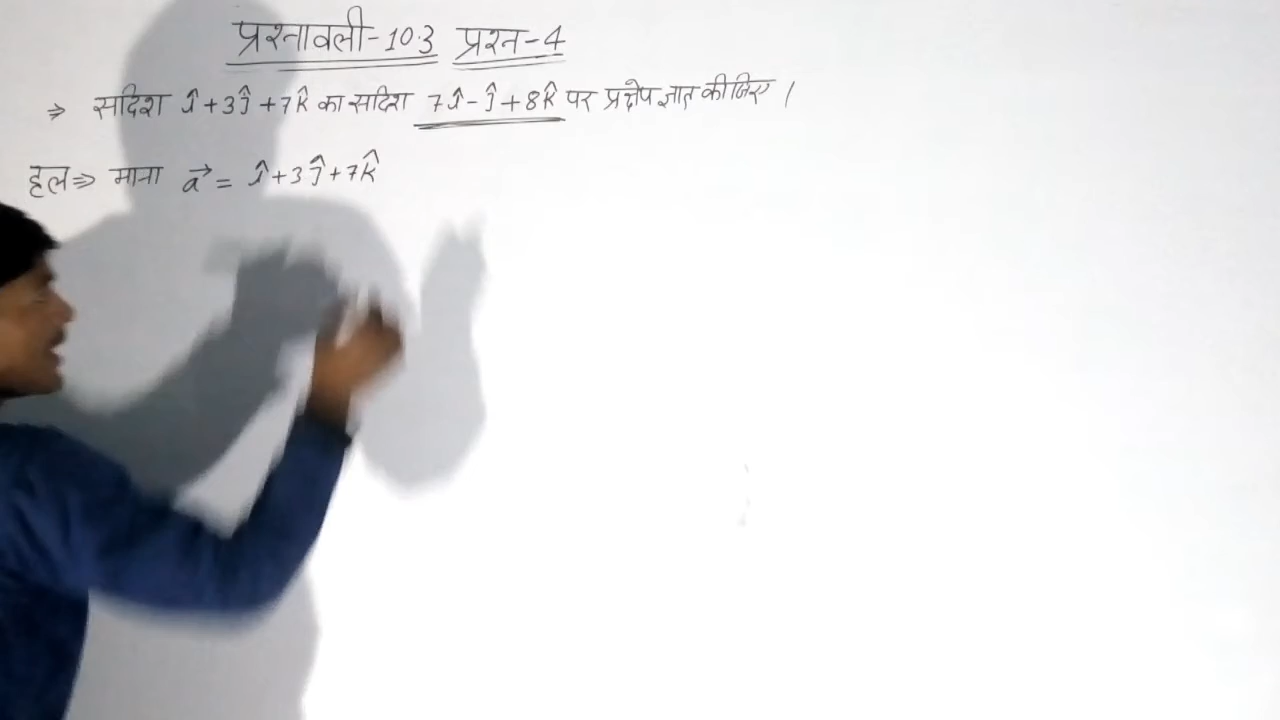 प्रश्नावली-10.3 प्रश्न-4
⇒ सदिश î+3ĵ+7k̂ का सदिश 7î-ĵ+8k̂ पर प्रक्षेप ज्ञात कीजिए।
हल⇒ माना a⃗ = î+3ĵ+7k̂